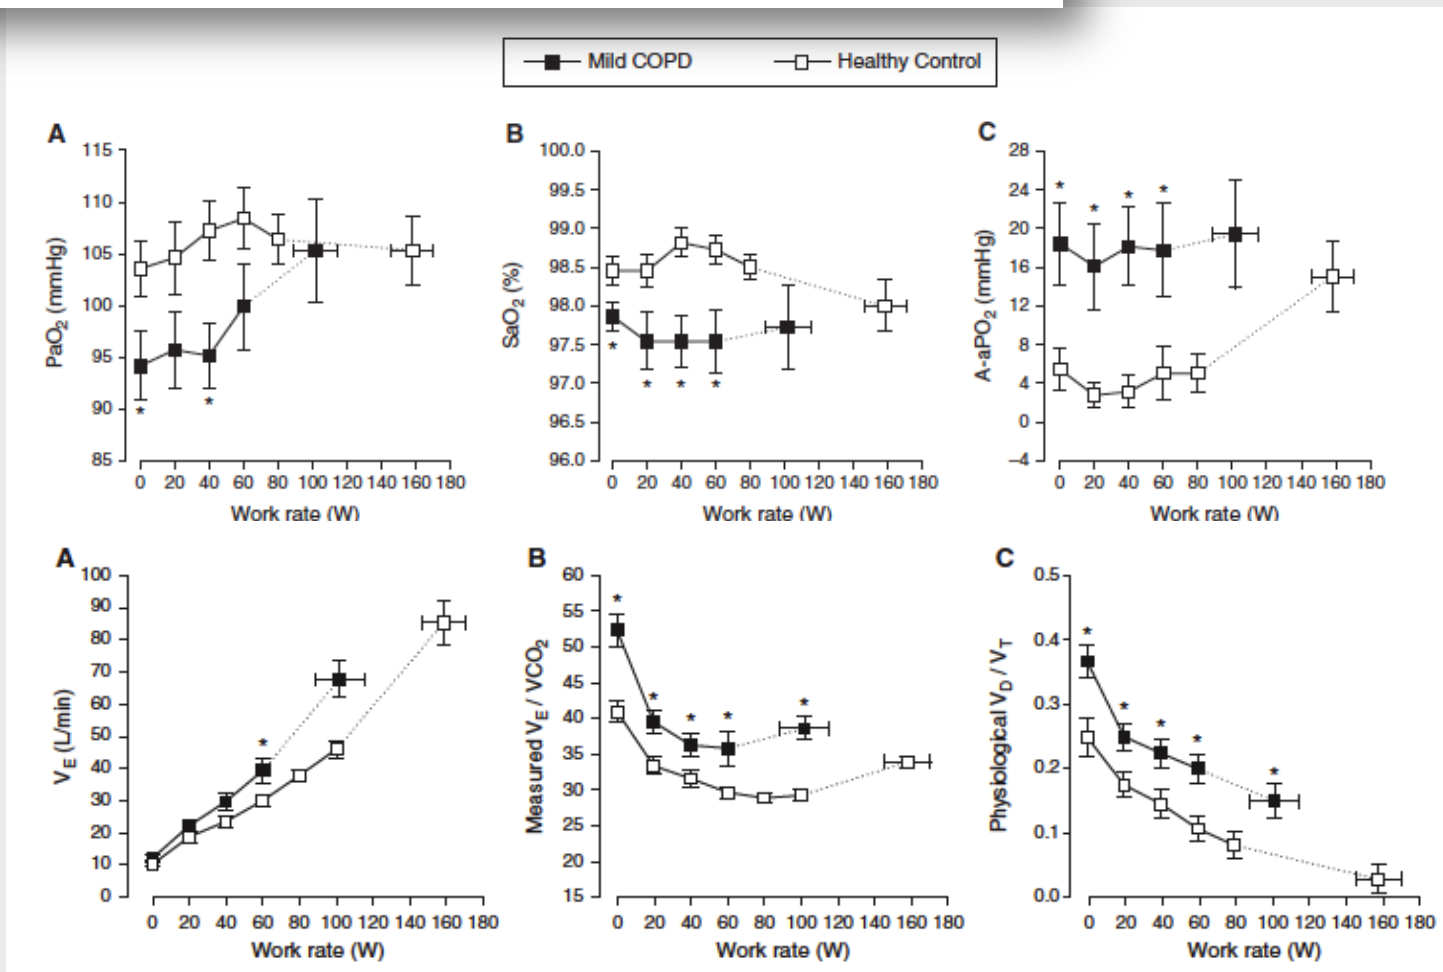 Mild COPD Healthy Control
A
PaO2 (mmHg)
115
110
105
100
95
90
85
* *
0 20 40 60 80 100 120 140 160 180
Work rate (W)
B
SaO2 (%)
100.0
99.5
99.0
98.5
98.0
97.5
97.0
96.5
96.0
* * * *
0 20 40 60 80 100 120 140 160 180
Work rate (W)
C
A-aPO2 (mmHg)
28
24
20
16
12
8
4
0
–4
* * * *
0 20 40 60 80 100 120 140 160 180
Work rate (W)
A
VE (L/min)
100
90
80
70
60
50
40
30
20
10
0
*
0 20 40 60 80 100 120 140 160 180
Work rate (W)
B
Measured VE / VCO2
60
55
50
45
40
35
30
25
20
15
* * * * *
0 20 40 60 80 100 120 140 160 180
Work rate (W)
C
Physiological VD / VT
0.5
0.4
0.3
0.2
0.1
0.0
* * * * *
0 20 40 60 80 100 120 140 160 180
Work rate (W)